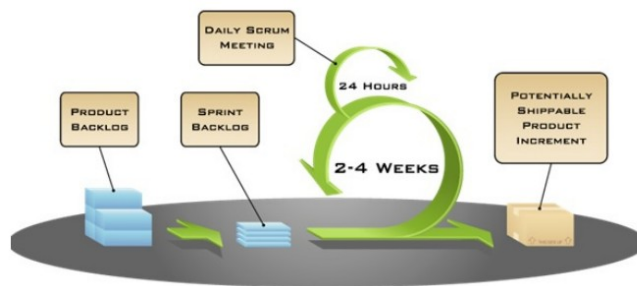 DAILY SCRUM
MEETING
24 HOURS
PRODUCT
BACKLOG
SPRINT
BACKLOG
POTENTIALLY
SHIPPABLE
PRODUCT
INCREMENT
2-4 WEEKS